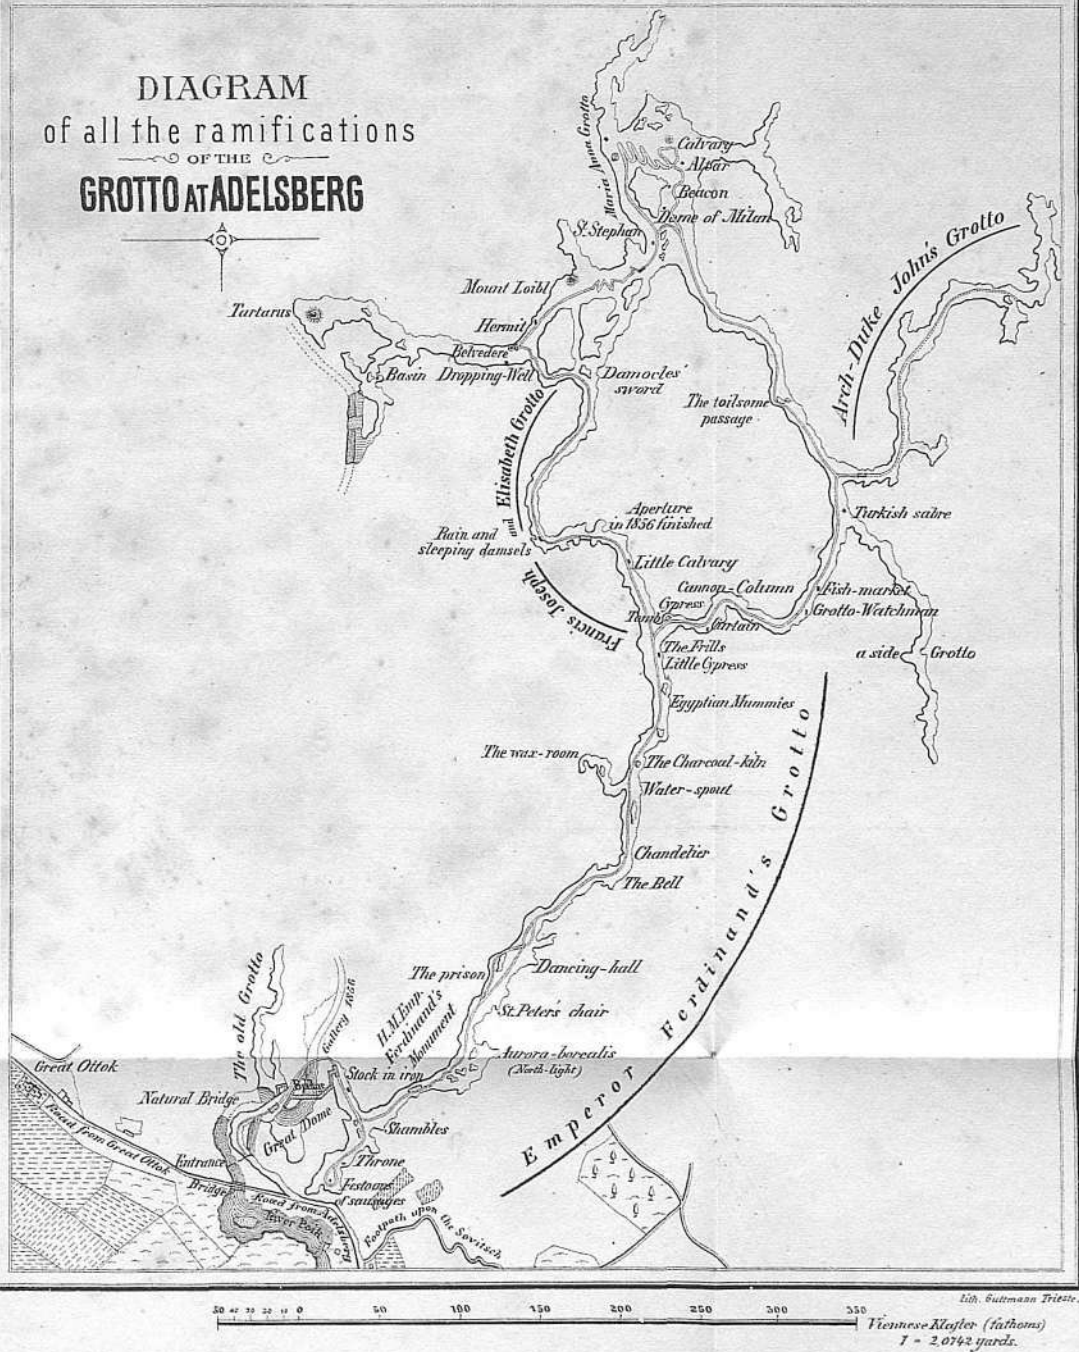 DIAGRAM
of all the ramifications
OF THE
GROTTO AT ADELSBERG
Maria Anna Grotto
Calvary
Altar
Beacon
Dome of Milan
St. Stephan
Mount Loibl
Tartarus
Hermit
Belvedere
Basin Dropping-Well
Damocles'
sword
Arch-Duke John's Grotto
The toilsome
passage
and Elisabeth Grotto
Turkish sabre
Aperture
in 1856 finished
Rain and
sleeping damsels
Little Calvary
Francis Joseph
Cannon-Column
Fish-market
Cypress
Tomb
Curtain
Grotto-Watchman
The Frills
Little Cypress
a side Grotto
Egyptian Mummies
The wax-room
The Charcoal-kiln
Water-spout
Chandelier
The Bell
Emperor Ferdinand's Grotto
The prison
Dancing-hall
The old Grotto
Gallery 1856
H.M. Emp.
Ferdinand's
Monument
St. Peter's chair
Aurora-borealis
(North-light)
Great Ottok
Stock in iron
Natural Bridge
Great Dome
Shambles
Road from Great Ottok
Entrance
Throne
Bridge
Festoons
of sausages
Road from Adelsberg
River Poik
Footpath upon the Sovitsch
lith. Guttmann Trieste.
50 40 30 20 10 0 50 100 150 200 250 300 350
Viennese Klafter (fathoms)
1 = 2,0742 yards.